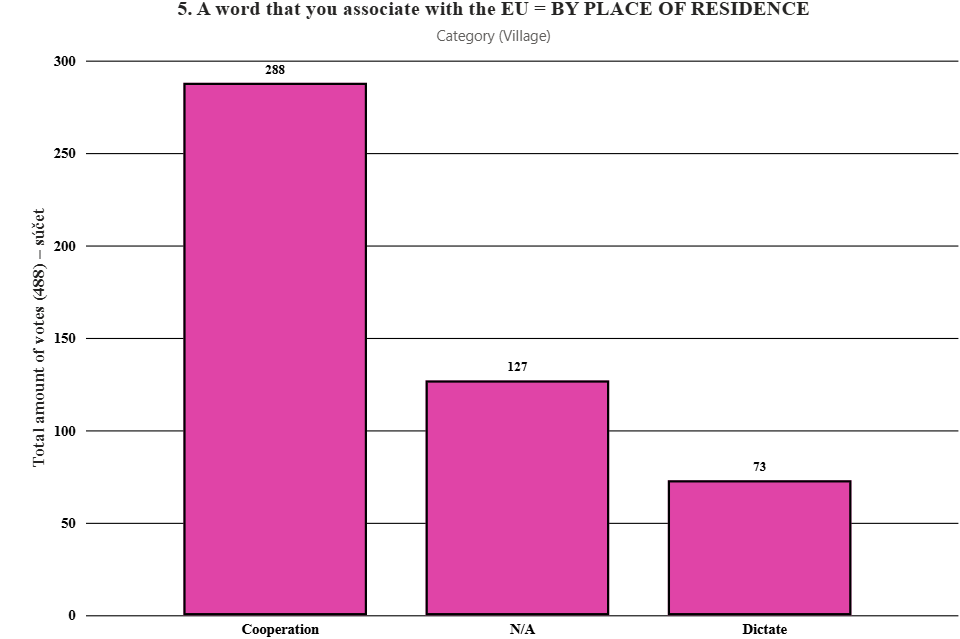 5. A word that you associate with the EU = BY PLACE OF RESIDENCE
Category (Village)
Total amount of votes (488) – súčet
300
250
200
150
100
50
0
288
127
73
Cooperation
N/A
Dictate